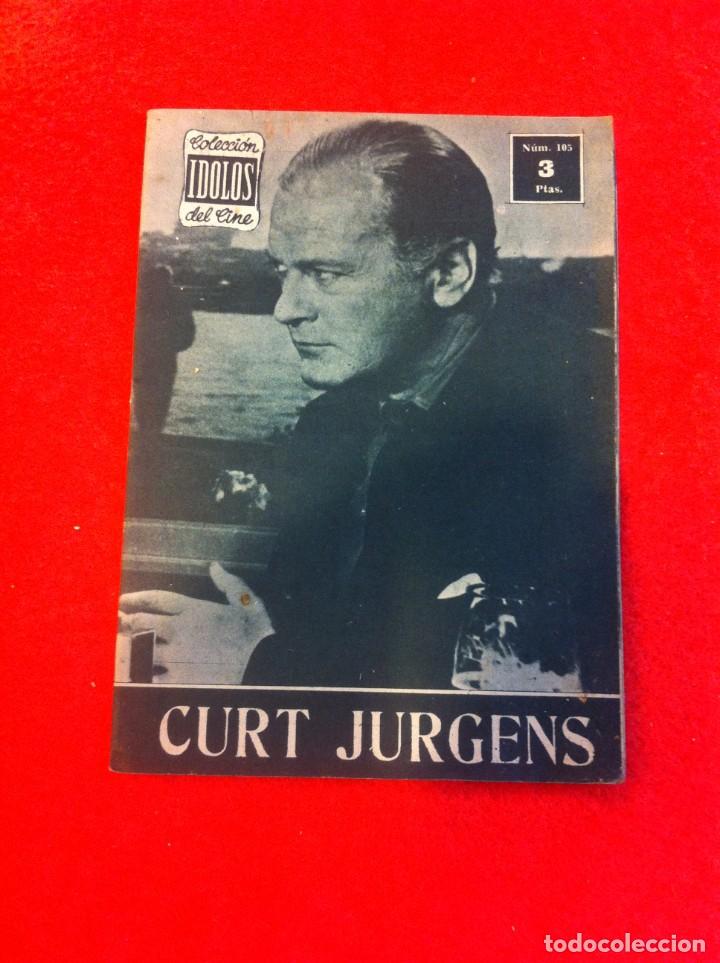 Colección
IDOLOS
del Cine
Núm. 105
3
Ptas.
CURT JURGENS
todocoleccion